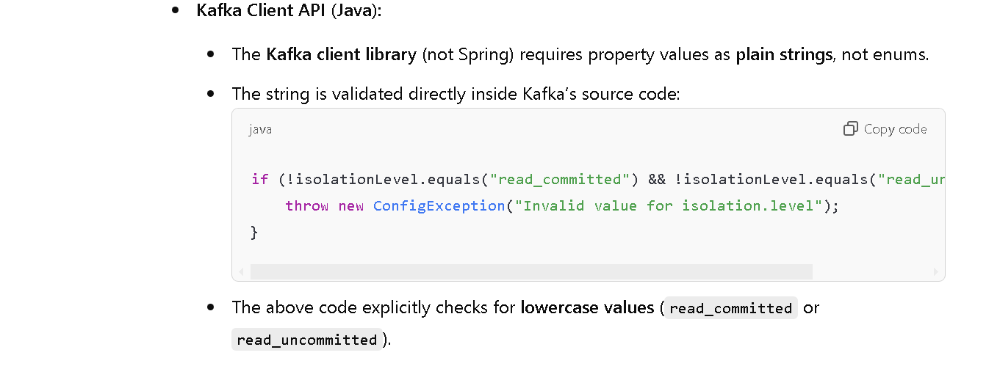 Kafka Client API (Java):
The Kafka client library (not Spring) requires property values as plain strings, not enums.
The string is validated directly inside Kafka's source code:
java
Copy code
if (!isolationLevel.equals("read_committed") && !isolationLevel.equals("read_un
throw new ConfigException("Invalid value for isolation.level");
}
The above code explicitly checks for lowercase values (read_committed or
read_uncommitted).